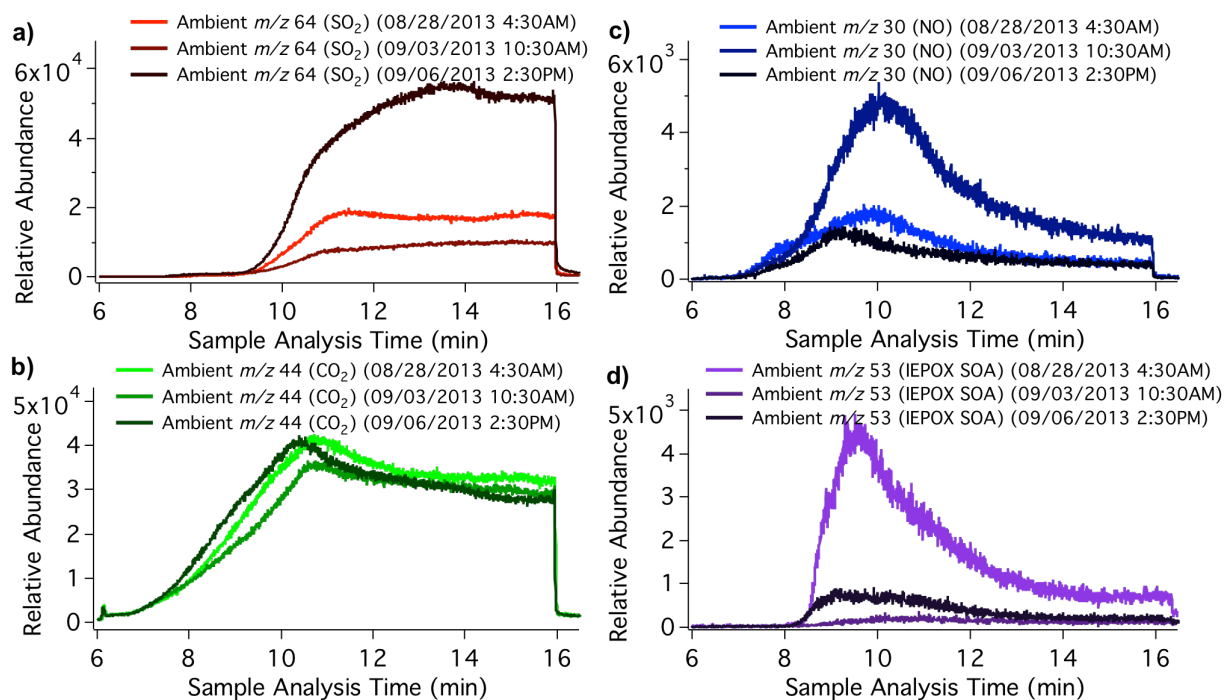 a)
Ambient m/z 64 (SO₂) (08/28/2013 4:30AM)
Ambient m/z 64 (SO₂) (09/03/2013 10:30AM)
Ambient m/z 64 (SO₂) (09/06/2013 2:30PM)
6x10⁴
4
2
0
Relative Abundance
6 8 10 12 14 16
Sample Analysis Time (min)
b)
Ambient m/z 44 (CO₂) (08/28/2013 4:30AM)
Ambient m/z 44 (CO₂) (09/03/2013 10:30AM)
Ambient m/z 44 (CO₂) (09/06/2013 2:30PM)
5x10⁴
4
3
2
1
0
Relative Abundance
6 8 10 12 14 16
Sample Analysis Time (min)
c)
Ambient m/z 30 (NO) (08/28/2013 4:30AM)
Ambient m/z 30 (NO) (09/03/2013 10:30AM)
Ambient m/z 30 (NO) (09/06/2013 2:30PM)
6x10³
4
2
0
Relative Abundance
6 8 10 12 14 16
Sample Analysis Time (min)
d)
Ambient m/z 53 (IEPOX SOA) (08/28/2013 4:30AM)
Ambient m/z 53 (IEPOX SOA) (09/03/2013 10:30AM)
Ambient m/z 53 (IEPOX SOA) (09/06/2013 2:30PM)
5x10³
4
3
2
1
0
Relative Abundance
6 8 10 12 14 16
Sample Analysis Time (min)